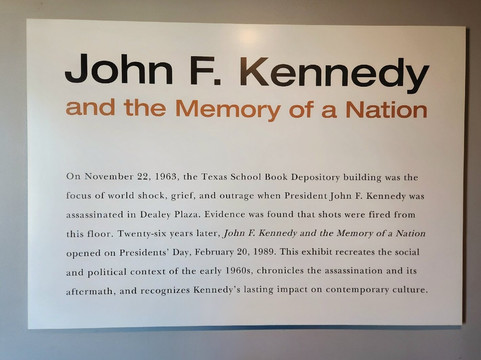 John F. Kennedy
and the Memory of a Nation
On November 22, 1963, the Texas School Book Depository building was the
focus of world shock, grief, and outrage when President John F. Kennedy was
assassinated in Dealey Plaza. Evidence was found that shots were fired from
this floor. Twenty-six years later, John F. Kennedy and the Memory of a Nation
opened on Presidents' Day, February 20, 1989. This exhibit recreates the social
and political context of the early 1960s, chronicles the assassination and its
aftermath, and recognizes Kennedy's lasting impact on contemporary culture.